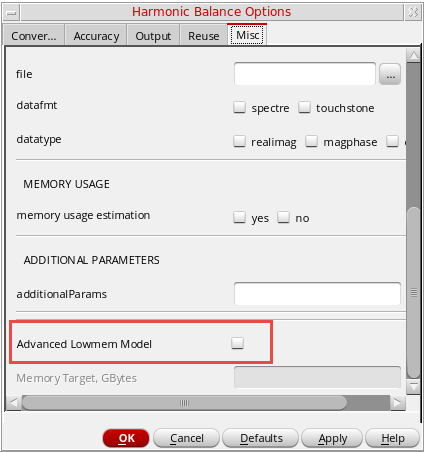 Harmonic Balance Options
Conver... Accuracy Output Reuse Misc
file ...
datafmt spectre touchstone
datatype realimag magphase
MEMORY USAGE
memory usage estimation yes no
ADDITIONAL PARAMETERS
additionalParams
Advanced Lowmem Model
Memory Target, GBytes
OK Cancel Defaults Apply Help